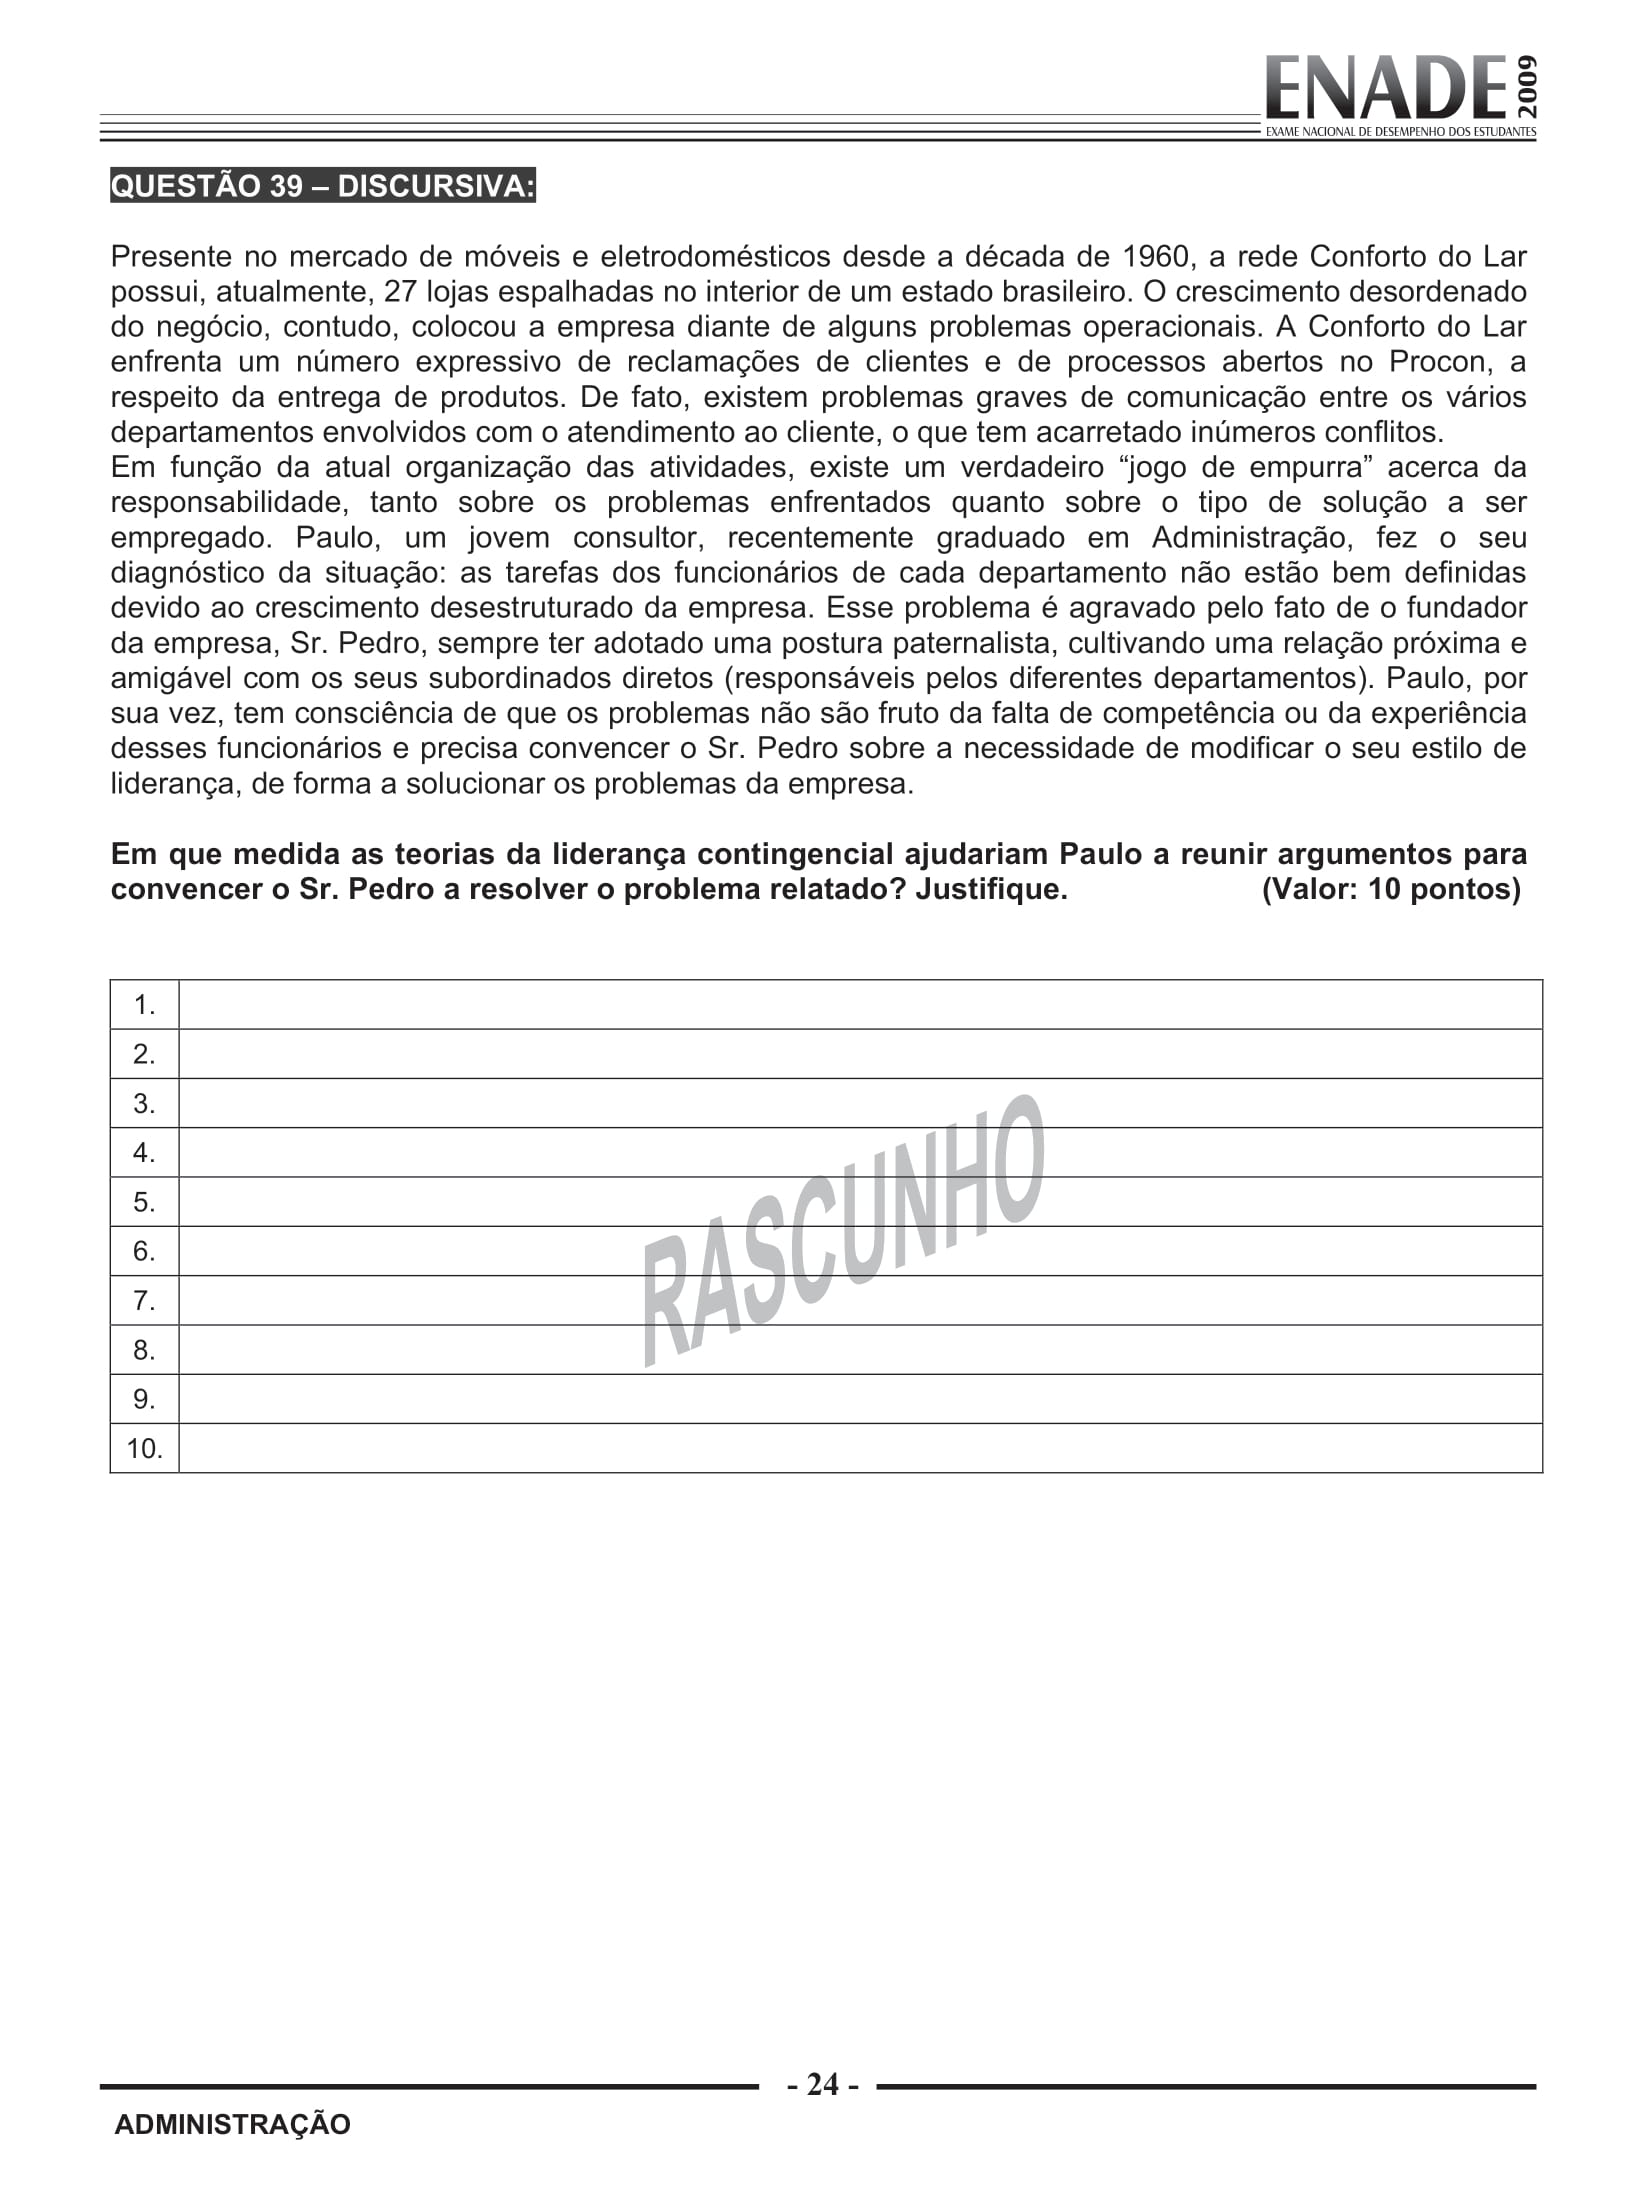 ENADE 2009
EXAME NACIONAL DE DESEMPENHO DOS ESTUDANTES
QUESTÃO 39 – DISCURSIVA:
Presente no mercado de móveis e eletrodomésticos desde a década de 1960, a rede Conforto do Lar
possui, atualmente, 27 lojas espalhadas no interior de um estado brasileiro. O crescimento desordenado
do negócio, contudo, colocou a empresa diante de alguns problemas operacionais. A Conforto do Lar
enfrenta um número expressivo de reclamações de clientes e de processos abertos no Procon, a
respeito da entrega de produtos. De fato, existem problemas graves de comunicação entre os vários
departamentos envolvidos com o atendimento ao cliente, o que tem acarretado inúmeros conflitos.
Em função da atual organização das atividades, existe um verdadeiro “jogo de empurra” acerca da
responsabilidade, tanto sobre os problemas enfrentados quanto sobre o tipo de solução a ser
empregado. Paulo, um jovem consultor, recentemente graduado em Administração, fez o seu
diagnóstico da situação: as tarefas dos funcionários de cada departamento não estão bem definidas
devido ao crescimento desestruturado da empresa. Esse problema é agravado pelo fato de o fundador
da empresa, Sr. Pedro, sempre ter adotado uma postura paternalista, cultivando uma relação próxima e
amigável com os seus subordinados diretos (responsáveis pelos diferentes departamentos). Paulo, por
sua vez, tem consciência de que os problemas não são fruto da falta de competência ou da experiência
desses funcionários e precisa convencer o Sr. Pedro sobre a necessidade de modificar o seu estilo de
liderança, de forma a solucionar os problemas da empresa.
Em que medida as teorias da liderança contingencial ajudariam Paulo a reunir argumentos para
convencer o Sr. Pedro a resolver o problema relatado? Justifique. (Valor: 10 pontos)
1.
2.
3.
4.
5.
6.
7.
8.
9.
10.
RASCUNHO
- 24 -
ADMINISTRAÇÃO